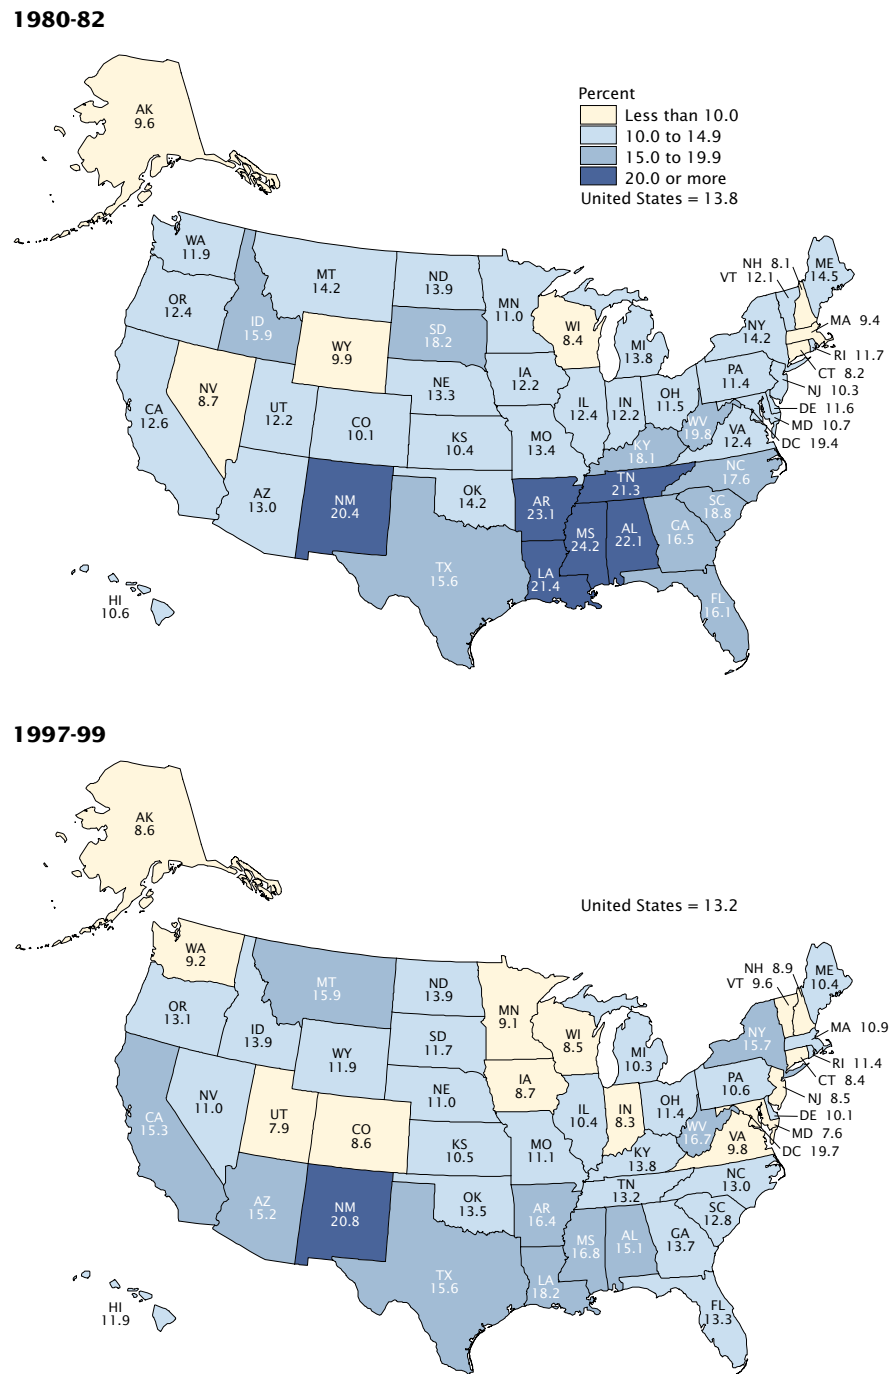 1980-82
AK
9.6
Percent
Less than 10.0
10.0 to 14.9
15.0 to 19.9
20.0 or more
United States = 13.8
WA
11.9
MT
14.2
ND
13.9
MN
11.0
NH 8.1
VT 12.1
ME
14.5
OR
12.4
ID
15.9
SD
18.2
WI
8.4
MI
13.8
NY
14.2
MA 9.4
WY
9.9
RI 11.7
CT 8.2
NJ 10.3
DE 11.6
MD 10.7
DC 19.4
NV
8.7
CA
12.6
UT
12.2
CO
10.1
NE
13.3
IA
12.2
IL
12.4
IN
12.2
OH
11.5
PA
11.4
WV
19.8
VA
12.4
KS
10.4
MO
13.4
KY
18.1
NC
17.6
AZ
13.0
NM
20.4
OK
14.2
AR
23.1
TN
21.3
SC
18.8
MS
24.2
AL
22.1
GA
16.5
TX
15.6
LA
21.4
FL
16.1
HI
10.6
1997-99
AK
8.6
United States = 13.2
WA
9.2
MT
15.9
ND
13.9
MN
9.1
NH 8.9
VT 9.6
ME
10.4
OR
13.1
ID
13.9
SD
11.7
WI
8.5
MI
10.3
NY
15.7
MA 10.9
WY
11.9
RI 11.4
CT 8.4
NJ 8.5
DE 10.1
MD 7.6
DC 19.7
NV
11.0
CA
15.3
UT
7.9
CO
8.6
NE
11.0
IA
8.7
IL
10.4
IN
8.3
OH
11.4
PA
10.6
WV
16.7
VA
9.8
KS
10.5
MO
11.1
KY
13.8
NC
13.0
AZ
15.2
NM
20.8
OK
13.5
AR
16.4
TN
13.2
SC
12.8
MS
16.8
AL
15.1
GA
13.7
TX
15.6
LA
18.2
FL
13.3
HI
11.9